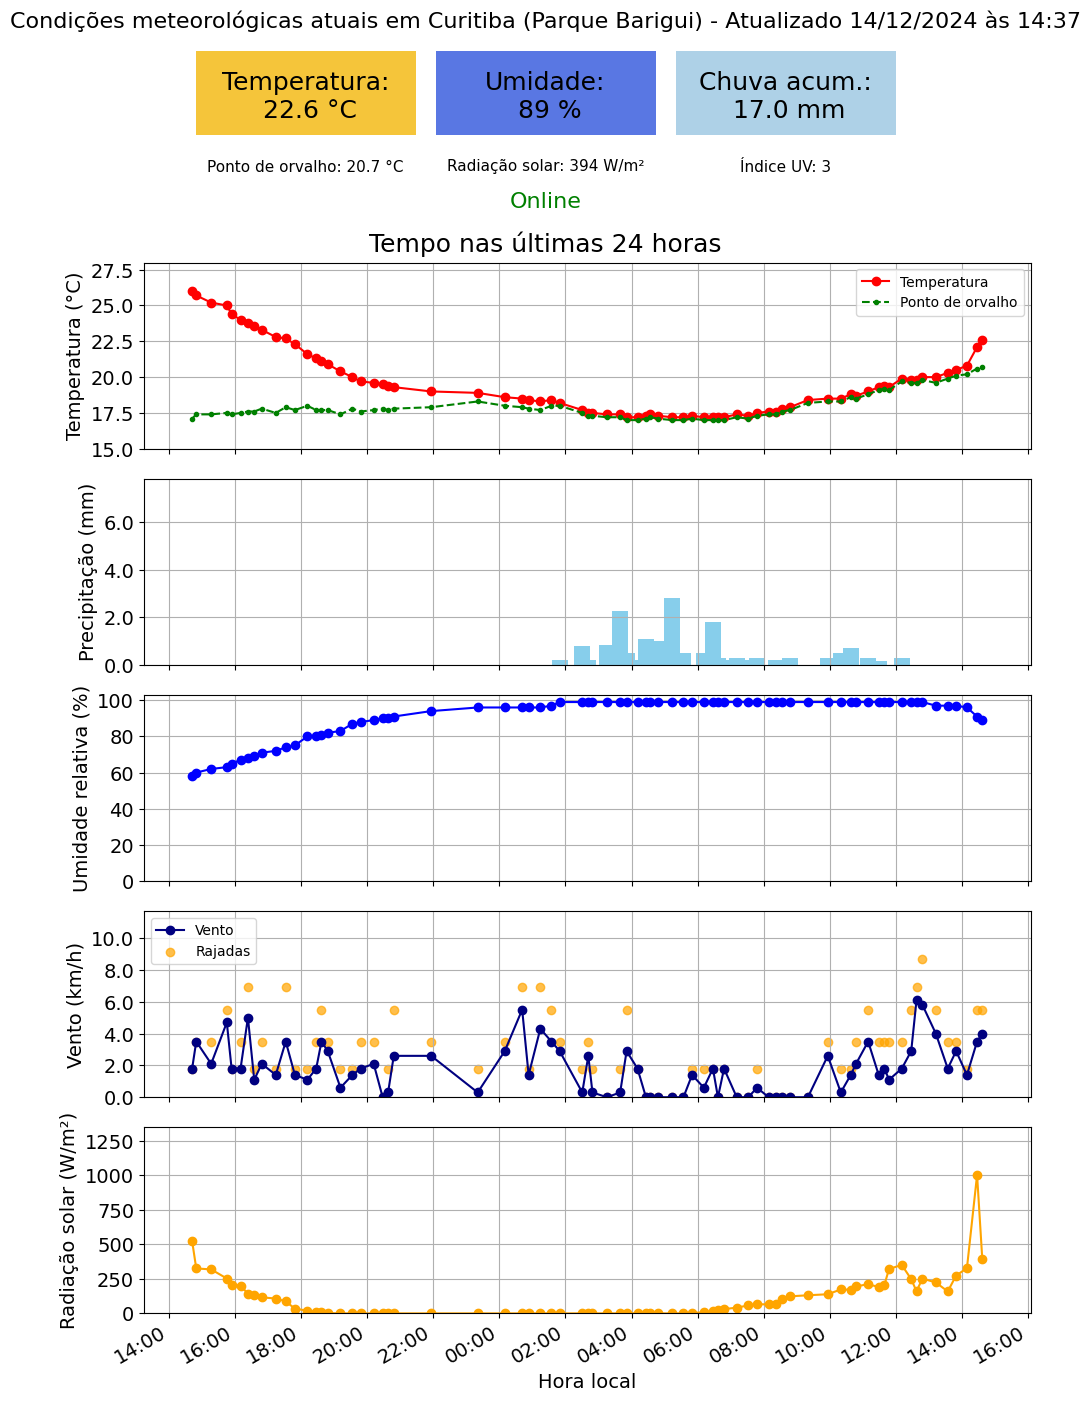 Condições meteorológicas atuais em Curitiba (Parque Barigui) - Atualizado 14/12/2024 às 14:37
Temperatura:
22.6 °C
Umidade:
89 %
Chuva acum.:
17.0 mm
Ponto de orvalho: 20.7 °C
Radiação solar: 394 W/m²
Índice UV: 3
Online
Tempo nas últimas 24 horas
Temperatura (°C)
27.5
25.0
22.5
20.0
17.5
15.0
Temperatura
Ponto de orvalho
Precipitação (mm)
6.0
4.0
2.0
0.0
Umidade relativa (%)
100
80
60
40
20
0
Vento (km/h)
10.0
8.0
6.0
4.0
2.0
0.0
Vento
Rajadas
Radiação solar (W/m²)
1250
1000
750
500
250
0
14:00
16:00
18:00
20:00
22:00
00:00
02:00
04:00
06:00
08:00
10:00
12:00
14:00
16:00
Hora local